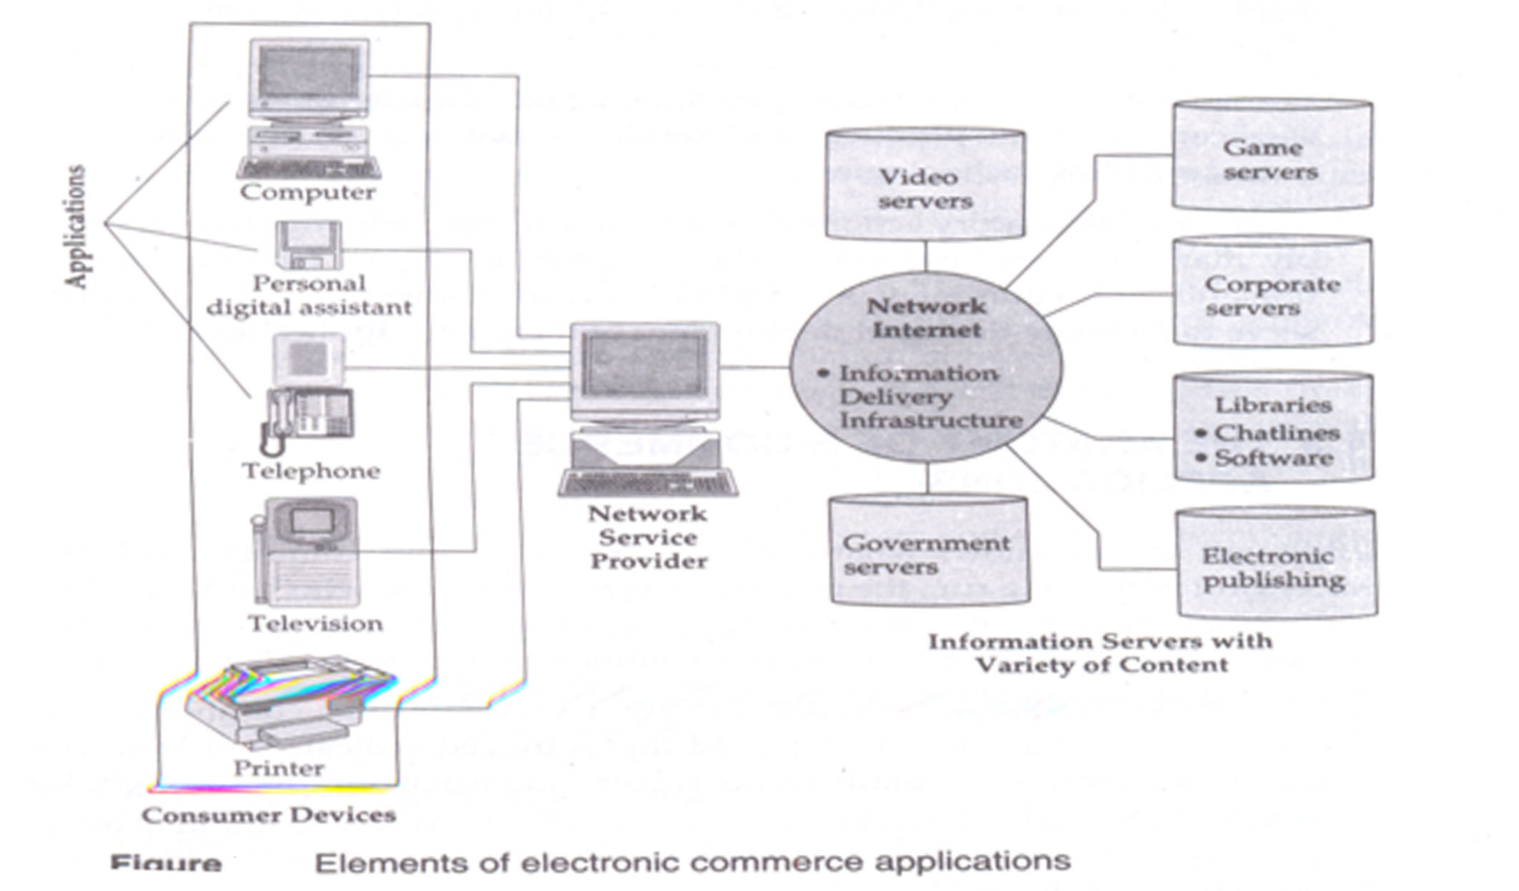 Applications
Computer
Personal
digital assistant
Telephone
Television
Printer
Consumer Devices
Network
Service
Provider
Network
Internet
• Information
Delivery
Infrastructure
Video
servers
Game
servers
Corporate
servers
Libraries
• Chatlines
• Software
Government
servers
Electronic
publishing
Information Servers with
Variety of Content
Figure Elements of electronic commerce applications